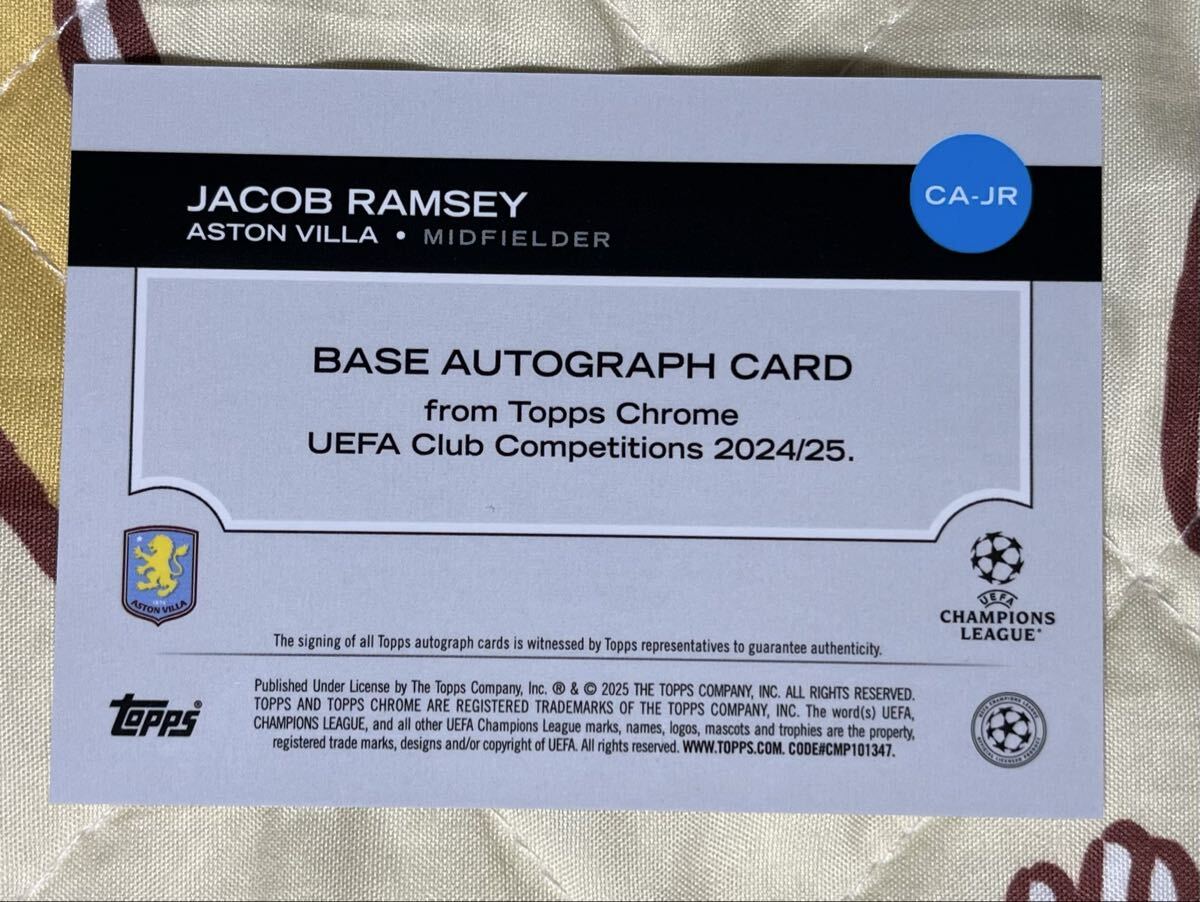 JACOB RAMSEY
ASTON VILLA • MIDFIELDER
CA-JR
BASE AUTOGRAPH CARD
from Topps Chrome
UEFA Club Competitions 2024/25.
ASTON VILLA
UEFA
CHAMPIONS
LEAGUE
The signing of all Topps autograph cards is witnessed by Topps representatives to guarantee authenticity.
topps®
Published Under License by The Topps Company, Inc. ® & © 2025 THE TOPPS COMPANY, INC. ALL RIGHTS RESERVED.
TOPPS AND TOPPS CHROME ARE REGISTERED TRADEMARKS OF THE TOPPS COMPANY, INC. The word(s) UEFA,
CHAMPIONS LEAGUE, and all other UEFA Champions League marks, names, logos, mascots and trophies are the property,
registered trade marks, designs and/or copyright of UEFA. All rights reserved. WWW.TOPPS.COM. CODE#CMP101347.